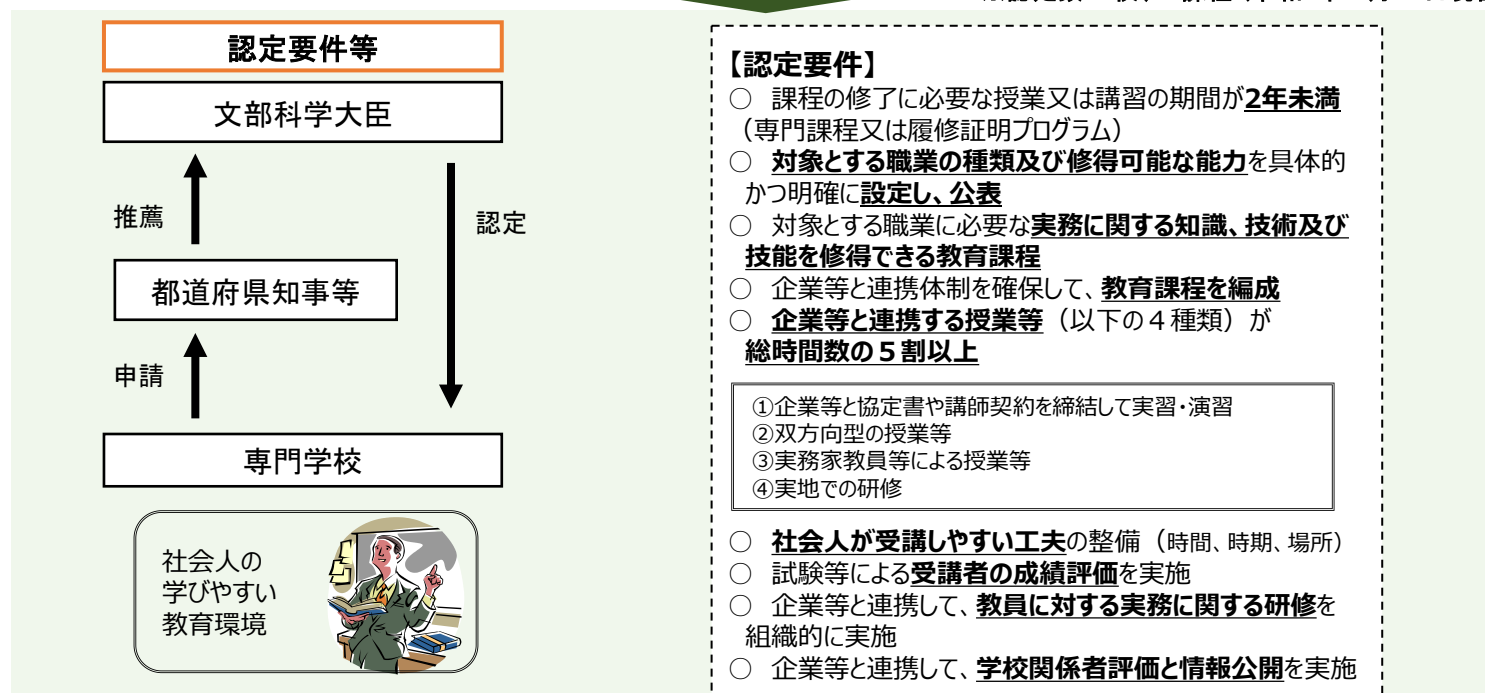 認定要件等
文部科学大臣
推薦
認定
都道府県知事等
申請
専門学校
社会人の
学びやすい
教育環境
【認定要件】
○ 課程の修了に必要な授業又は講習の期間が2年未満
（専門課程又は履修証明プログラム）
○ 対象とする職業の種類及び修得可能な能力を具体的
かつ明確に設定し、公表
○ 対象とする職業に必要な実務に関する知識、技術及び
技能を修得できる教育課程
○ 企業等と連携体制を確保して、教育課程を編成
○ 企業等と連携する授業等（以下の４種類）が
総時間数の５割以上
①企業等と協定書や講師契約を締結して実習・演習
②双方向型の授業等
③実務家教員等による授業等
④実地での研修
○ 社会人が受講しやすい工夫の整備（時間、時期、場所）
○ 試験等による受講者の成績評価を実施
○ 企業等と連携して、教員に対する実務に関する研修を
組織的に実施
○ 企業等と連携して、学校関係者評価と情報公開を実施